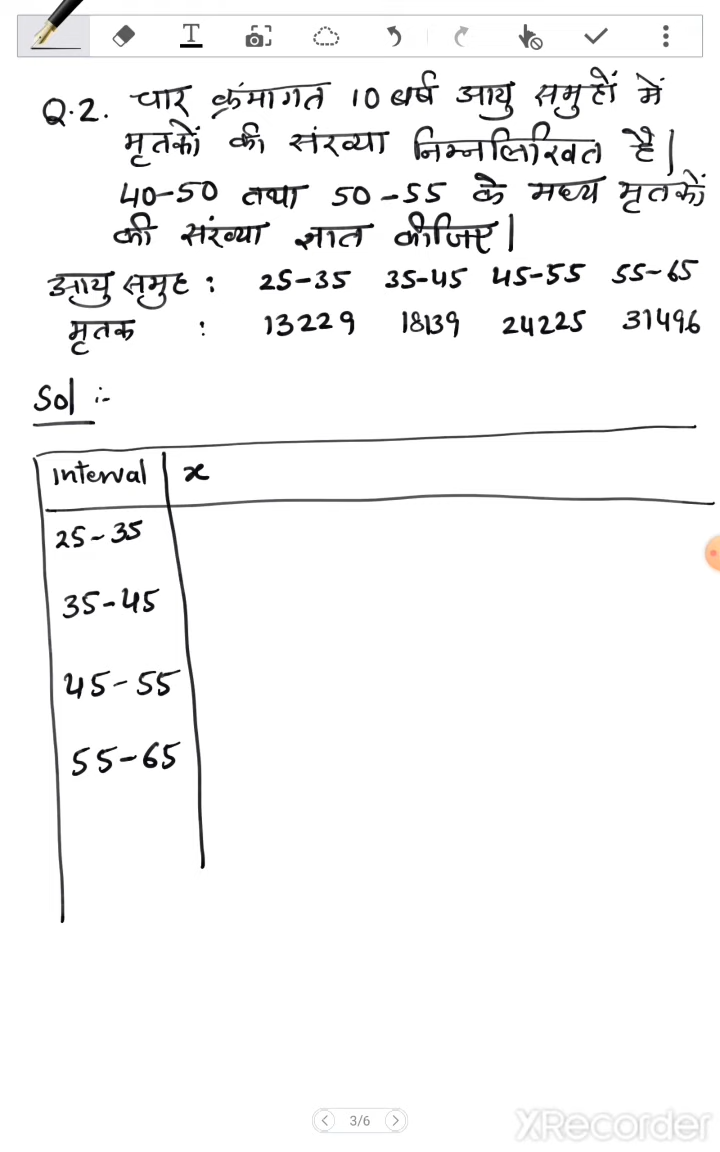 T
Q.2. चार क्रंमागत 10 बर्ष आयु समुहों में
मृतकों की संख्या निम्नलिखित है|
40-50 तथा 50-55 के मध्य मृतकों
की संख्या ज्ञात कीजिए|
आयु समुह : 25-35 35-45 45-55 55-65
मृतक : 13229 18139 24225 31496
Sol :-
Interval x
25-35
35-45
45-55
55-65
< 3/6 >
XRecorder